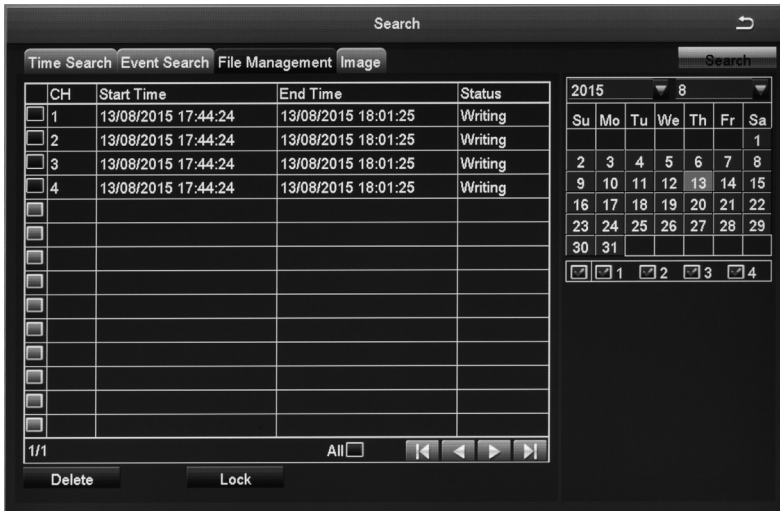 Search
Time Search Event Search File Management Image
Search
CH Start Time End Time Status
1 13/08/2015 17:44:24 13/08/2015 18:01:25 Writing
2 13/08/2015 17:44:24 13/08/2015 18:01:25 Writing
3 13/08/2015 17:44:24 13/08/2015 18:01:25 Writing
4 13/08/2015 17:44:24 13/08/2015 18:01:25 Writing
1/1 All
Delete Lock
2015 8
Su Mo Tu We Th Fr Sa
1
2 3 4 5 6 7 8
9 10 11 12 13 14 15
16 17 18 19 20 21 22
23 24 25 26 27 28 29
30 31
1 2 3 4